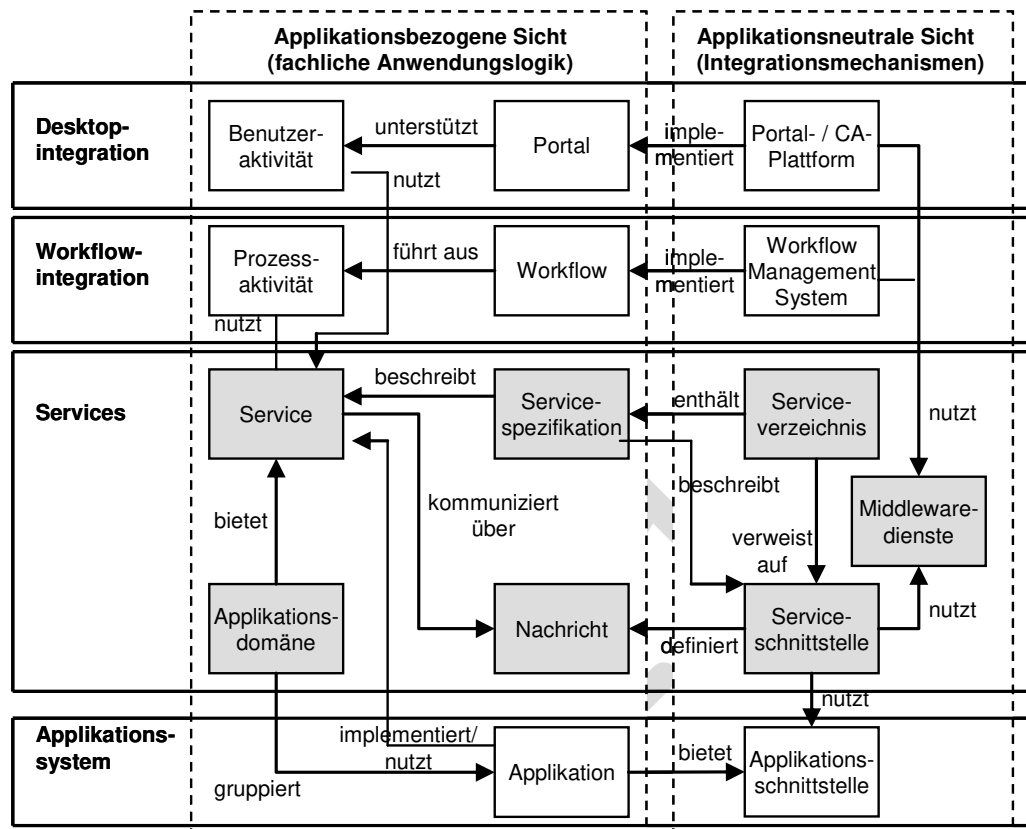 Applikationsbezogene Sicht
(fachliche Anwendungslogik)
Applikationsneutrale Sicht
(Integrationsmechanismen)
Desktop-
integration
Benutzer-
aktivität
unterstützt
Portal
imple-
mentiert
Portal- / CA-
Plattform
nutzt
Workflow-
integration
Prozess-
aktivität
führt aus
Workflow
imple-
mentiert
Workflow
Management
System
nutzt
Services
Service
beschreibt
Service-
spezifikation
enthält
Service-
verzeichnis
nutzt
beschreibt
kommuniziert
über
bietet
verweist
auf
Middleware-
dienste
Applikations-
domäne
Nachricht
definiert
Service-
schnittstelle
nutzt
nutzt
Applikations-
system
implementiert/
nutzt
gruppiert
Applikation
bietet
Applikations-
schnittstelle